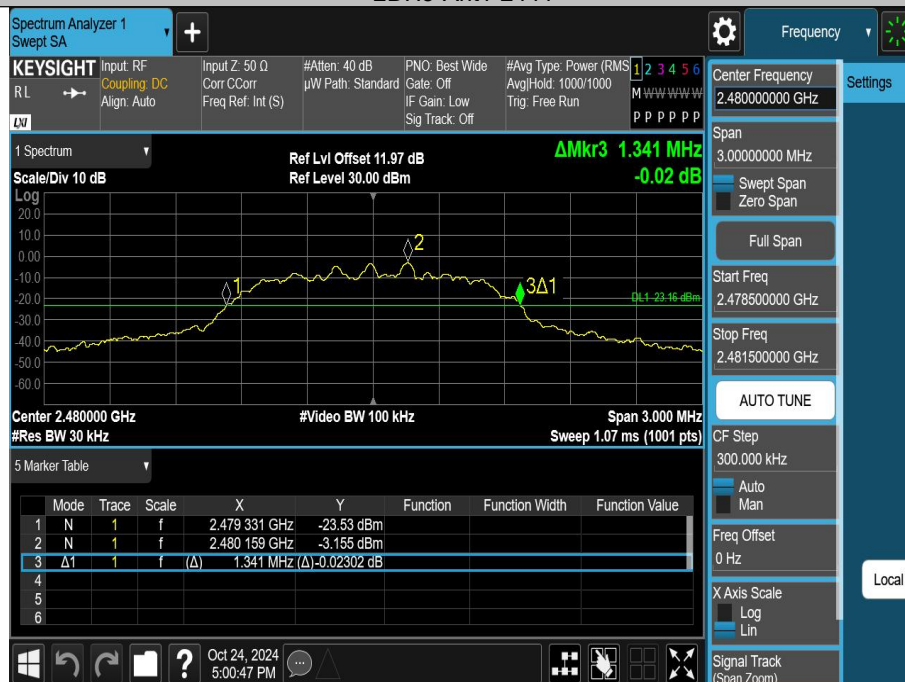 Spectrum Analyzer 1
Swept SA
+
Frequency
KEYSIGHT
RL
LXI
Input: RF
Coupling: DC
Align: Auto
Input Z: 50 Ω
Corr CCorr
Freq Ref: Int (S)
#Atten: 40 dB
µW Path: Standard
PNO: Best Wide
Gate: Off
IF Gain: Low
Sig Track: Off
#Avg Type: Power (RMS
Avg|Hold: 1000/1000
Trig: Free Run
1 2 3 4 5 6
M W W W W W
P P P P P P
1 Spectrum
Scale/Div 10 dB
Ref Lvl Offset 11.97 dB
Ref Level 30.00 dBm
ΔMkr3 1.341 MHz
-0.02 dB
Log
20.0
10.0
0.00
-10.0
-20.0
-30.0
-40.0
-50.0
-60.0
1
2
3Δ1
DL1 -23.16 dBm
Center 2.480000 GHz
#Video BW 100 kHz
Span 3.000 MHz
#Res BW 30 kHz
Sweep 1.07 ms (1001 pts)
5 Marker Table
Mode Trace Scale X Y Function Function Width Function Value
1 N 1 f 2.479 331 GHz -23.53 dBm
2 N 1 f 2.480 159 GHz -3.155 dBm
3 Δ1 1 f (Δ) 1.341 MHz (Δ) -0.02302 dB
4
5
6
?
Oct 24, 2024
5:00:47 PM
Center Frequency
2.480000000 GHz
Settings
Span
3.00000000 MHz
Swept Span
Zero Span
Full Span
Start Freq
2.478500000 GHz
Stop Freq
2.481500000 GHz
AUTO TUNE
CF Step
300.000 kHz
Auto
Man
Freq Offset
0 Hz
Local
X Axis Scale
Log
Lin
Signal Track
(Span Zoom)